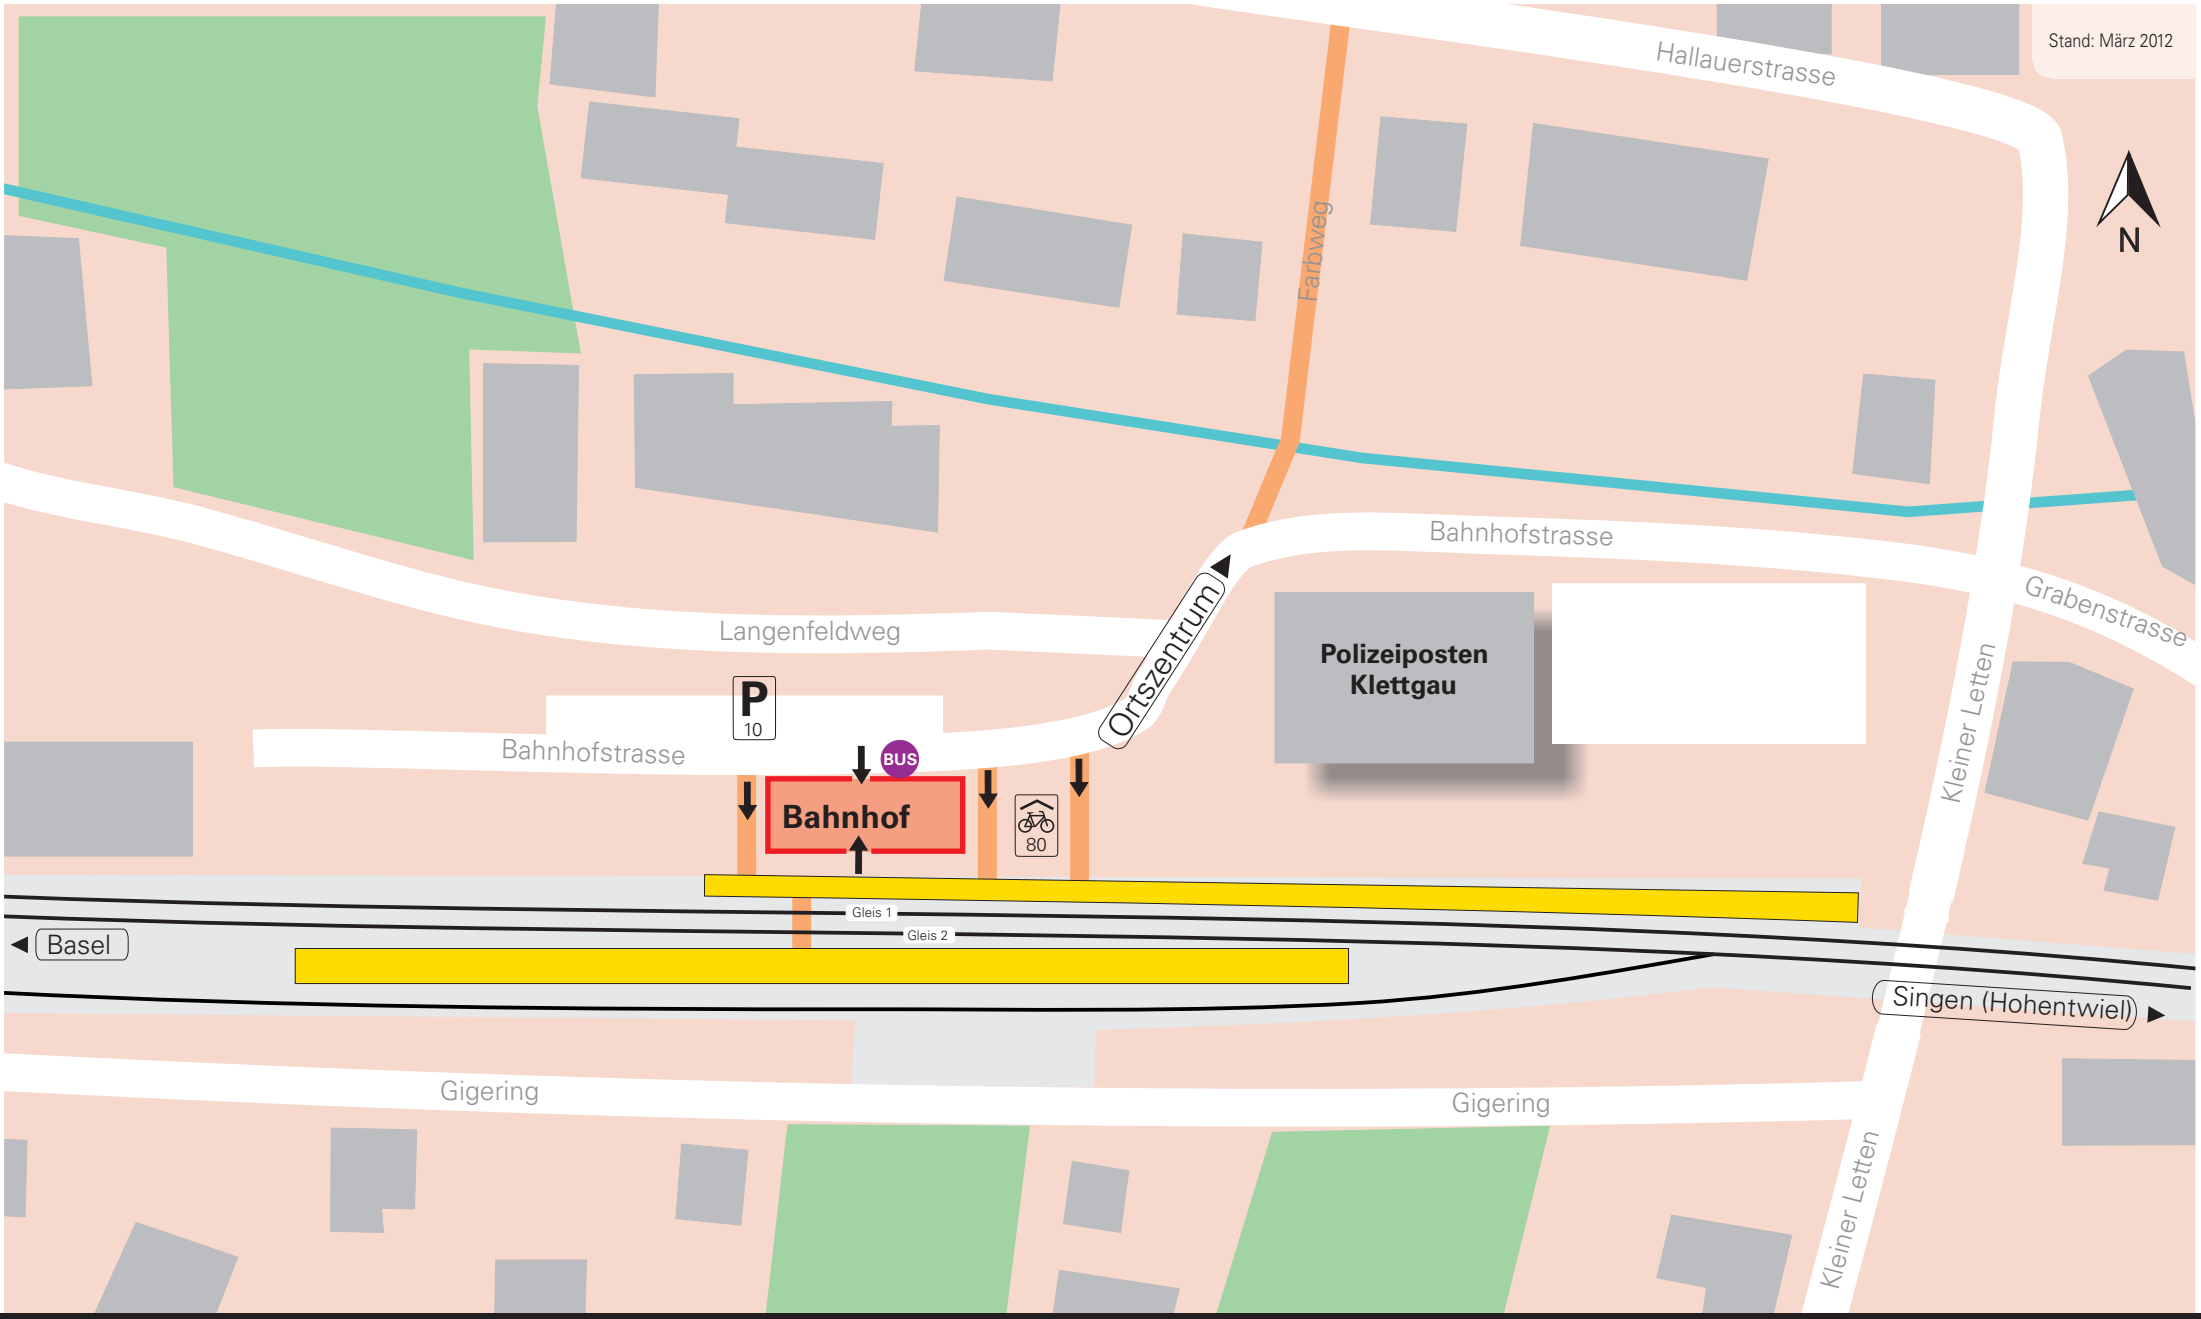 Stand: März 2012
Hallauerstrasse
N
Farbweg
Bahnhofstrasse
Grabenstrasse
Langenfeldweg
Ortszentrum
Polizeiposten
Klettgau
Kleiner Letten
P
10
Bahnhofstrasse
BUS
Bahnhof
80
Gleis 1
Gleis 2
Basel
Singen (Hohentwiel)
Gigering
Gigering
Kleiner Letten